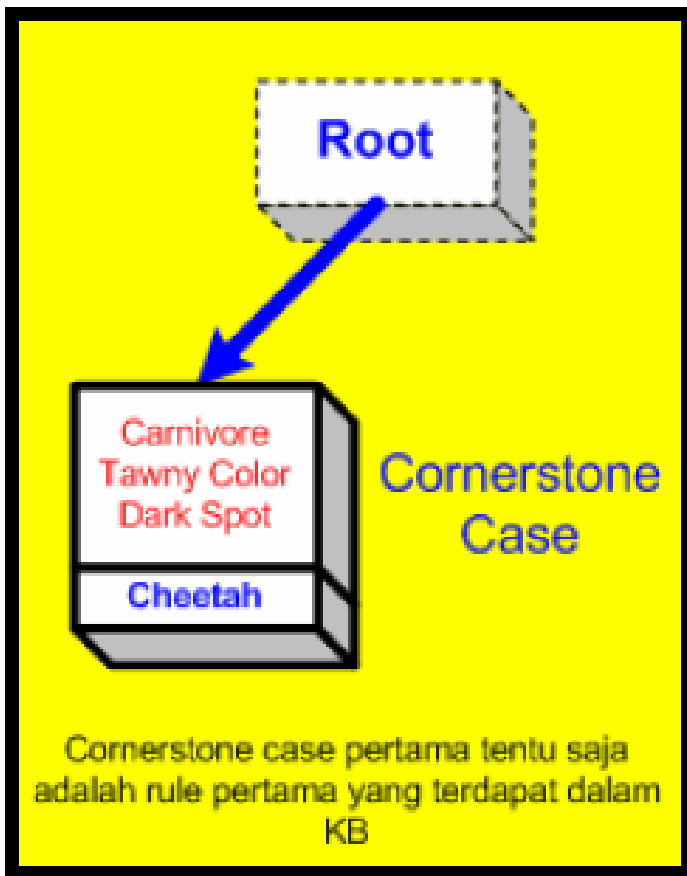 Root
Carnivore
Tawny Color
Dark Spot
Cheetah
Cornerstone
Case
Cornerstone case pertama tentu saja
adalah rule pertama yang terdapat dalam
KB